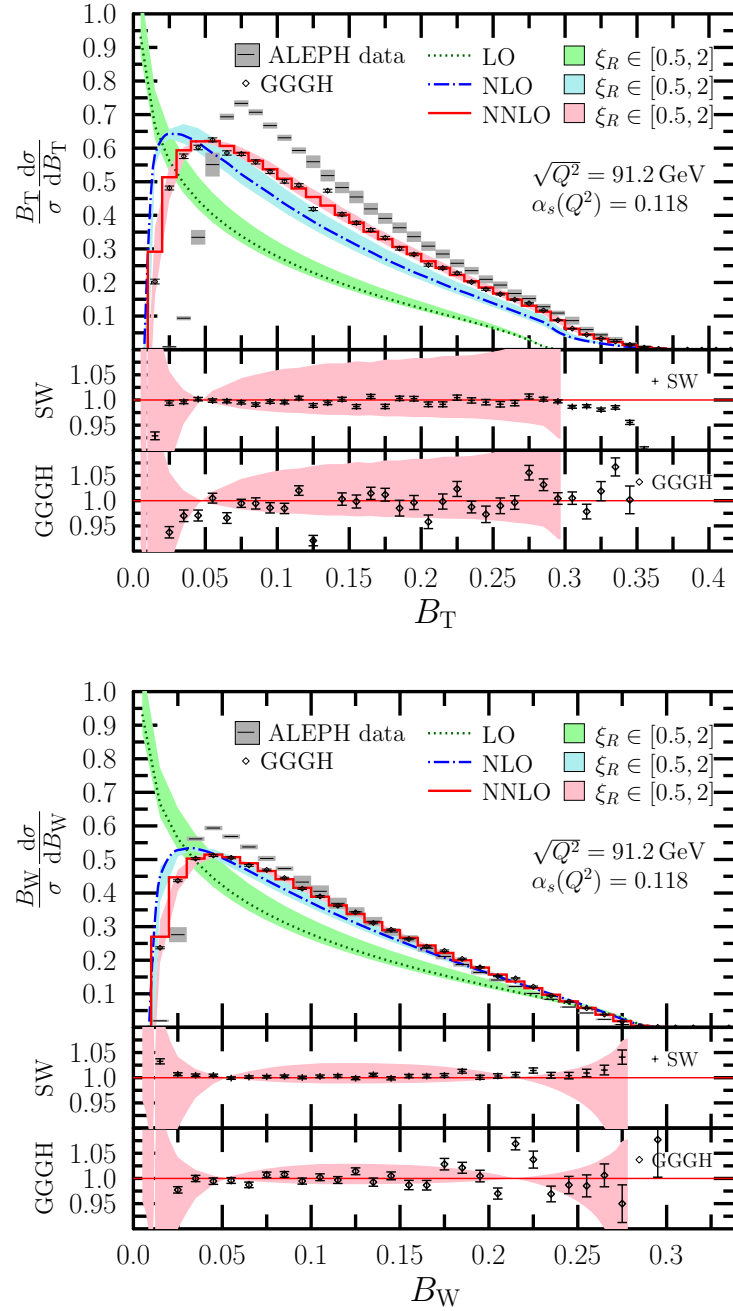 1.0
0.9
0.8
0.7
0.6
0.5
0.4
0.3
0.2
0.1
B_T/σ dσ/dB_T
ALEPH data
GGGH
LO
NLO
NNLO
ξ_R ∈ [0.5, 2]
ξ_R ∈ [0.5, 2]
ξ_R ∈ [0.5, 2]
√Q² = 91.2 GeV
α_s(Q²) = 0.118
SW
1.05
1.0
0.95
SW
GGGH
1.05
1.0
0.95
GGGH
0.0 0.05 0.1 0.15 0.2 0.25 0.3 0.35 0.4
B_T
1.0
0.9
0.8
0.7
0.6
0.5
0.4
0.3
0.2
0.1
B_W/σ dσ/dB_W
ALEPH data
GGGH
LO
NLO
NNLO
ξ_R ∈ [0.5, 2]
ξ_R ∈ [0.5, 2]
ξ_R ∈ [0.5, 2]
√Q² = 91.2 GeV
α_s(Q²) = 0.118
SW
1.05
1.0
0.95
SW
GGGH
1.05
1.0
0.95
GGGH
0.0 0.05 0.1 0.15 0.2 0.25 0.3
B_W